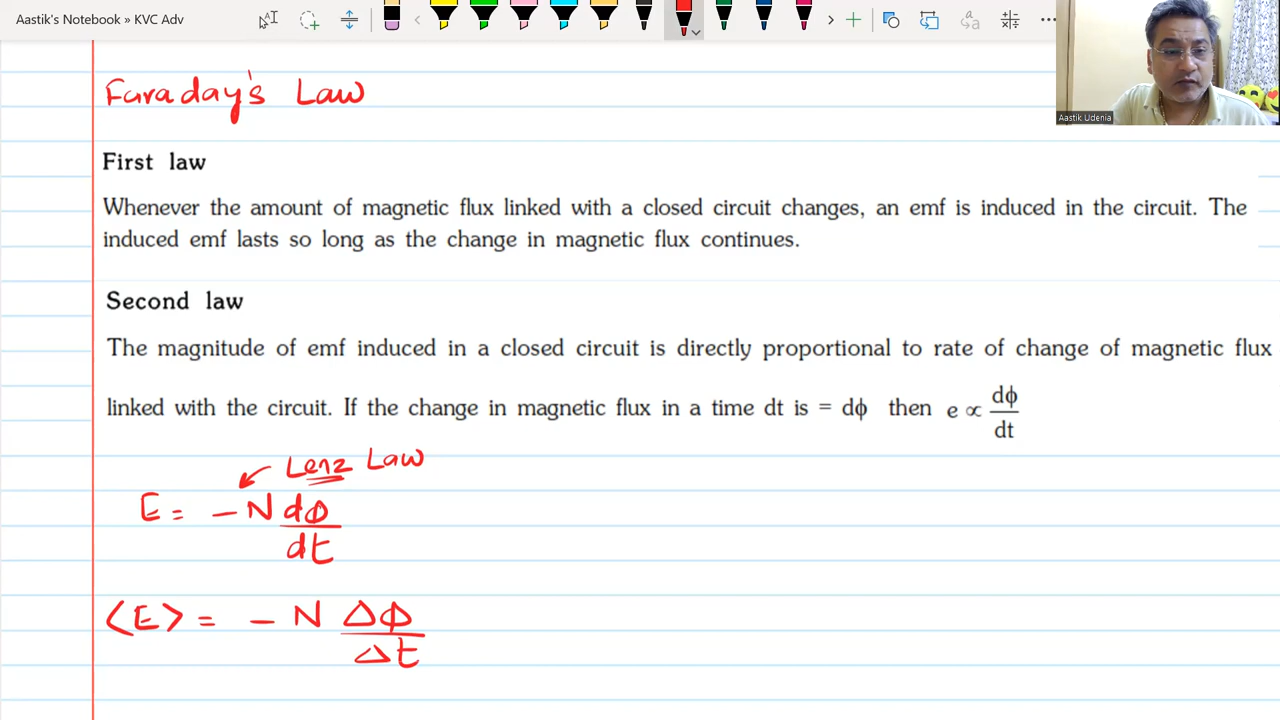 Aastik's Notebook » KVC Adv
Aastik Udenia
Faraday's Law
First law
Whenever the amount of magnetic flux linked with a closed circuit changes, an emf is induced in the circuit. The
induced emf lasts so long as the change in magnetic flux continues.
Second law
The magnitude of emf induced in a closed circuit is directly proportional to rate of change of magnetic flux
linked with the circuit. If the change in magnetic flux in a time dt is = dϕ then e ∝ dϕ/dt
Lenz Law
E = - N dϕ/dt
⟨E⟩ = - N Δϕ/Δt